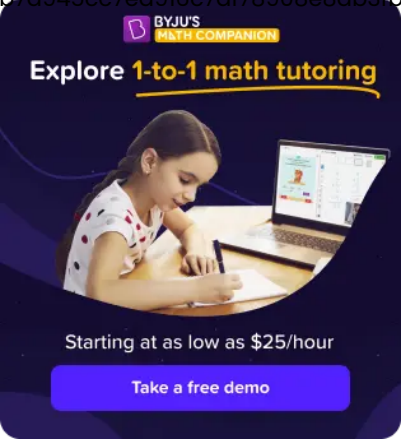 BYJU'S
MATH COMPANION
Explore 1-to-1 math tutoring
Starting at as low as $25/hour
Take a free demo